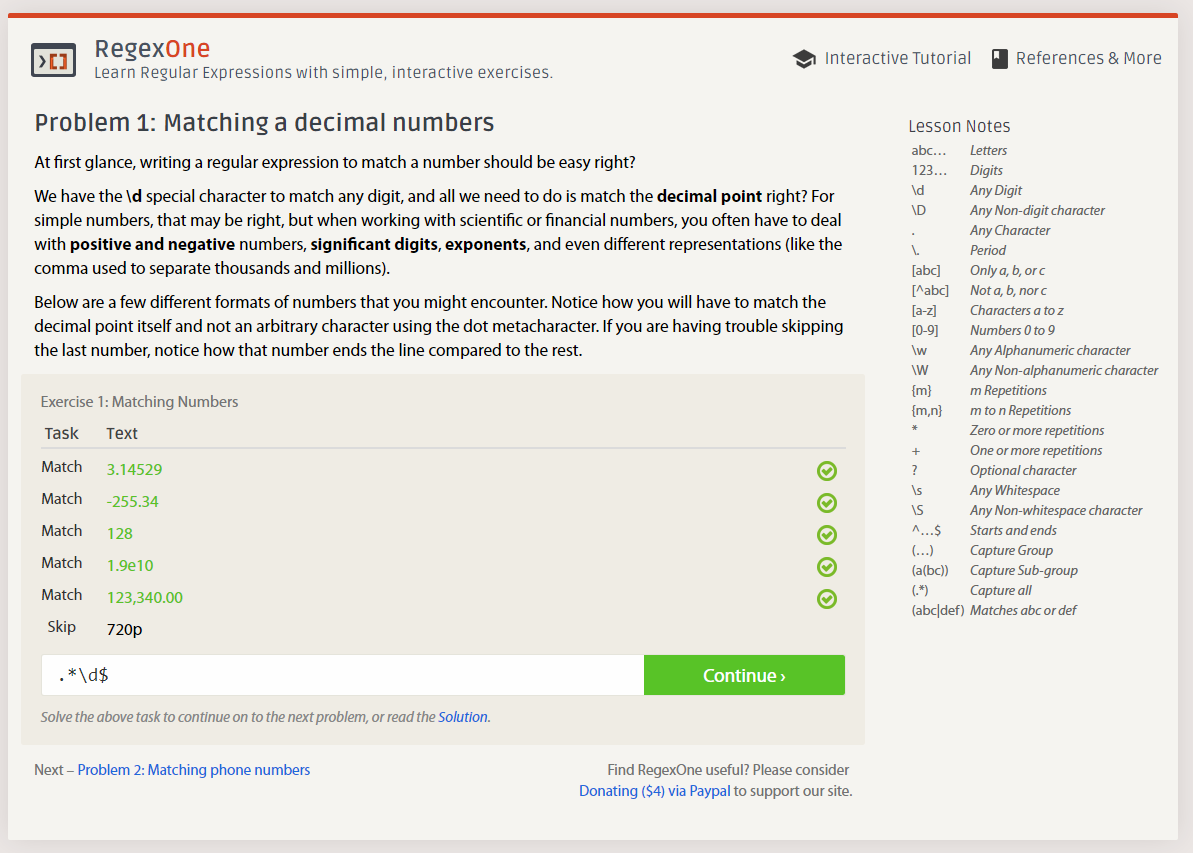 RegexOne
Learn Regular Expressions with simple, interactive exercises.
Interactive Tutorial
References & More
Problem 1: Matching a decimal numbers
At first glance, writing a regular expression to match a number should be easy right?
We have the \d special character to match any digit, and all we need to do is match the decimal point right? For
simple numbers, that may be right, but when working with scientific or financial numbers, you often have to deal
with positive and negative numbers, significant digits, exponents, and even different representations (like the
comma used to separate thousands and millions).
Below are a few different formats of numbers that you might encounter. Notice how you will have to match the
decimal point itself and not an arbitrary character using the dot metacharacter. If you are having trouble skipping
the last number, notice how that number ends the line compared to the rest.
Exercise 1: Matching Numbers
Task Text
Match 3.14529
Match -255.34
Match 128
Match 1.9e10
Match 123,340.00
Skip 720p
.*\d$
Continue ›
Solve the above task to continue on to the next problem, or read the Solution.
Next – Problem 2: Matching phone numbers
Find RegexOne useful? Please consider
Donating ($4) via Paypal to support our site.
Lesson Notes
abc… Letters
123… Digits
\d Any Digit
\D Any Non-digit character
. Any Character
\. Period
[abc] Only a, b, or c
[^abc] Not a, b, nor c
[a-z] Characters a to z
[0-9] Numbers 0 to 9
\w Any Alphanumeric character
\W Any Non-alphanumeric character
{m} m Repetitions
{m,n} m to n Repetitions
* Zero or more repetitions
+ One or more repetitions
? Optional character
\s Any Whitespace
\S Any Non-whitespace character
^…$ Starts and ends
(…) Capture Group
(a(bc)) Capture Sub-group
(.*) Capture all
(abc|def) Matches abc or def